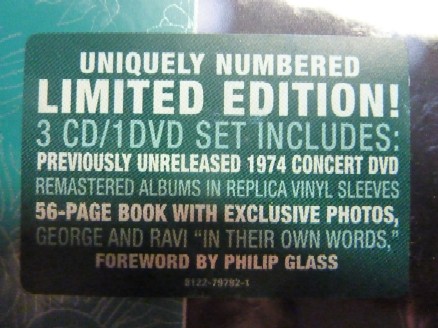 UNIQUELY NUMBERED
LIMITED EDITION!
3 CD/1DVD SET INCLUDES:
PREVIOUSLY UNRELEASED 1974 CONCERT DVD
REMASTERED ALBUMS IN REPLICA VINYL SLEEVES
56-PAGE BOOK WITH EXCLUSIVE PHOTOS,
GEORGE AND RAVI “IN THEIR OWN WORDS,”
FOREWORD BY PHILIP GLASS
8122-79782-1